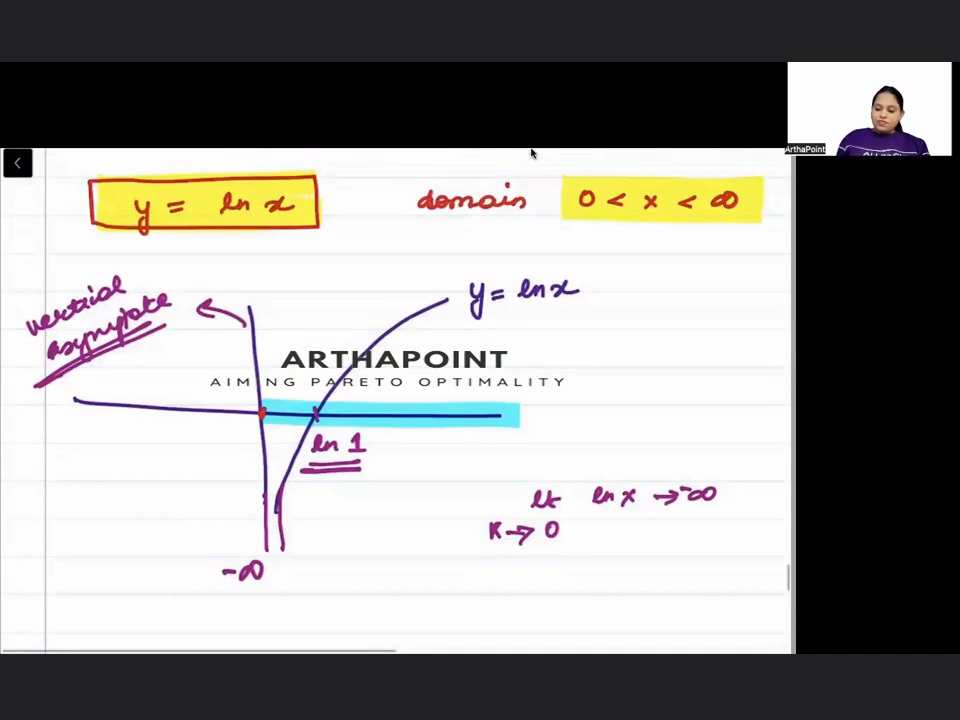 ArthaPoint
y = ln x
domain
0 < x < ∞
vertical
asymptote
y = ln x
ARTHAPOINT
AIMING PARETO OPTIMALITY
ln 1
lt ln x → -∞
x → 0
-∞